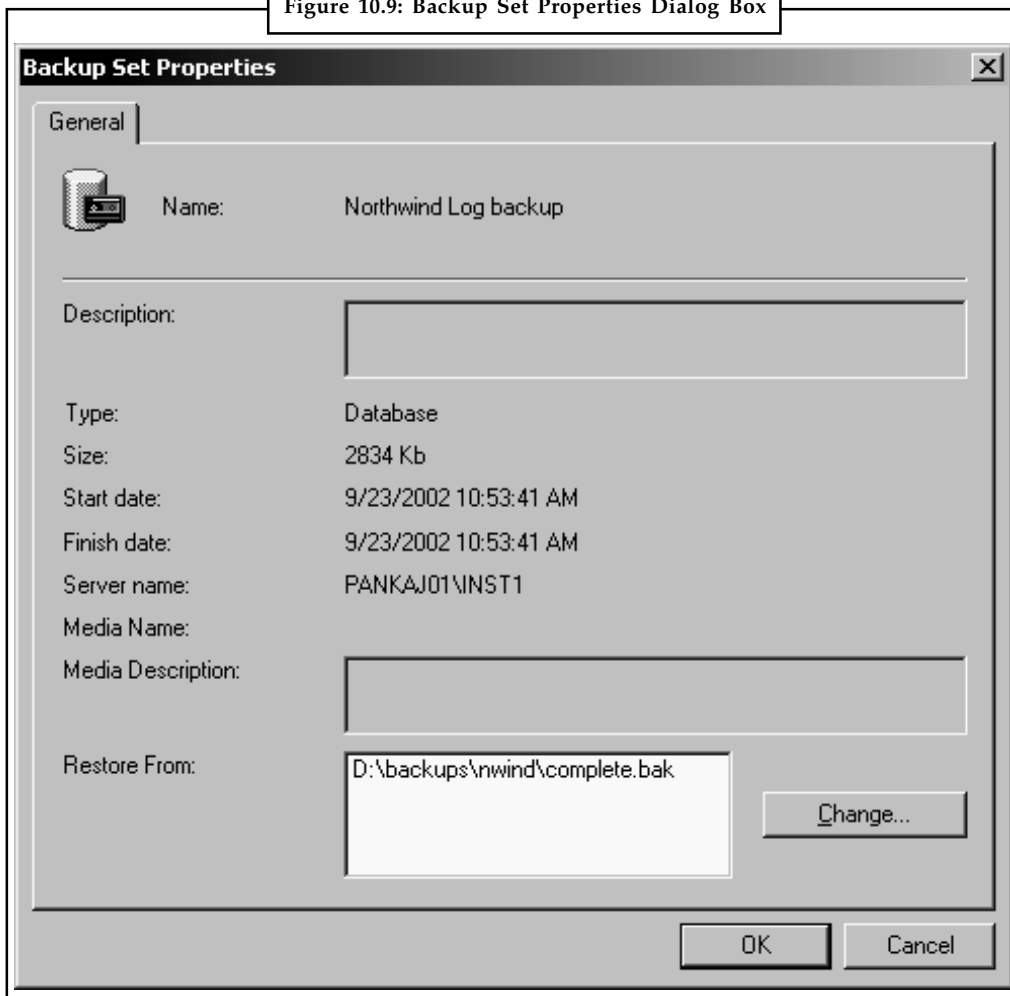 Figure 10.9: Backup Set Properties Dialog Box
Backup Set Properties
General
Name: Northwind Log backup
Description:
Type: Database
Size: 2834 Kb
Start date: 9/23/2002 10:53:41 AM
Finish date: 9/23/2002 10:53:41 AM
Server name: PANKAJ01\INST1
Media Name:
Media Description:
Restore From: D:\backups\nwind\complete.bak
Change...
OK Cancel